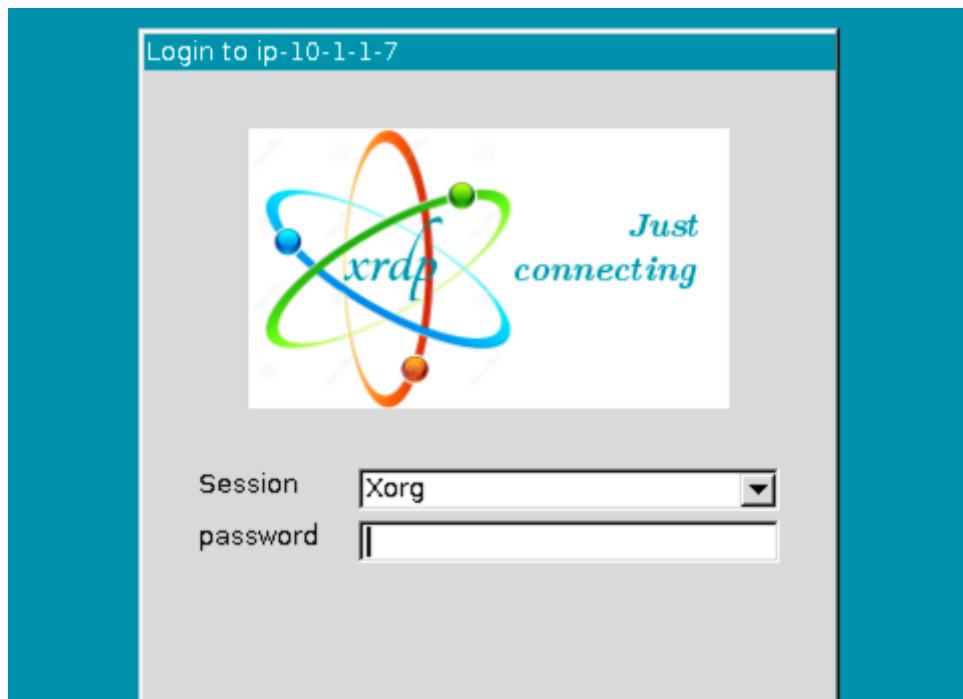 Login to ip-10-1-1-7
xrdp
Just
connecting
Session
Xorg
password